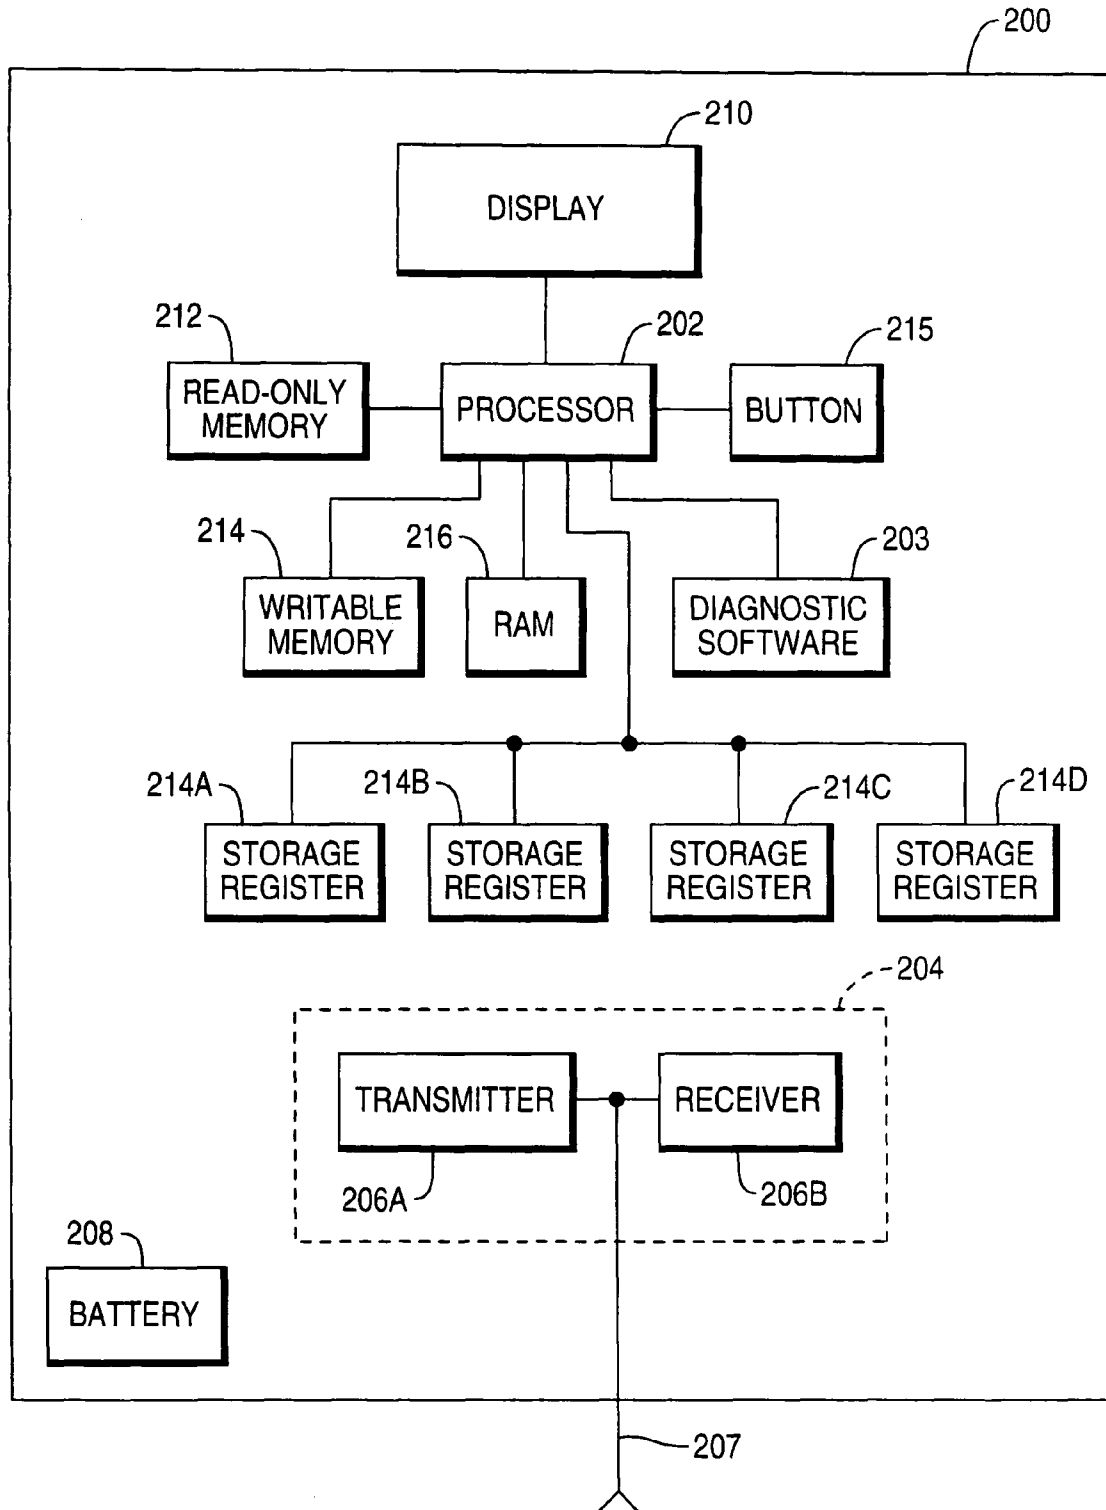 200
210
DISPLAY
212
202
215
READ-ONLY
MEMORY
PROCESSOR
BUTTON
214
216
203
WRITABLE
MEMORY
RAM
DIAGNOSTIC
SOFTWARE
214A
214B
214C
214D
STORAGE
REGISTER
STORAGE
REGISTER
STORAGE
REGISTER
STORAGE
REGISTER
204
TRANSMITTER
RECEIVER
206A
206B
208
BATTERY
207